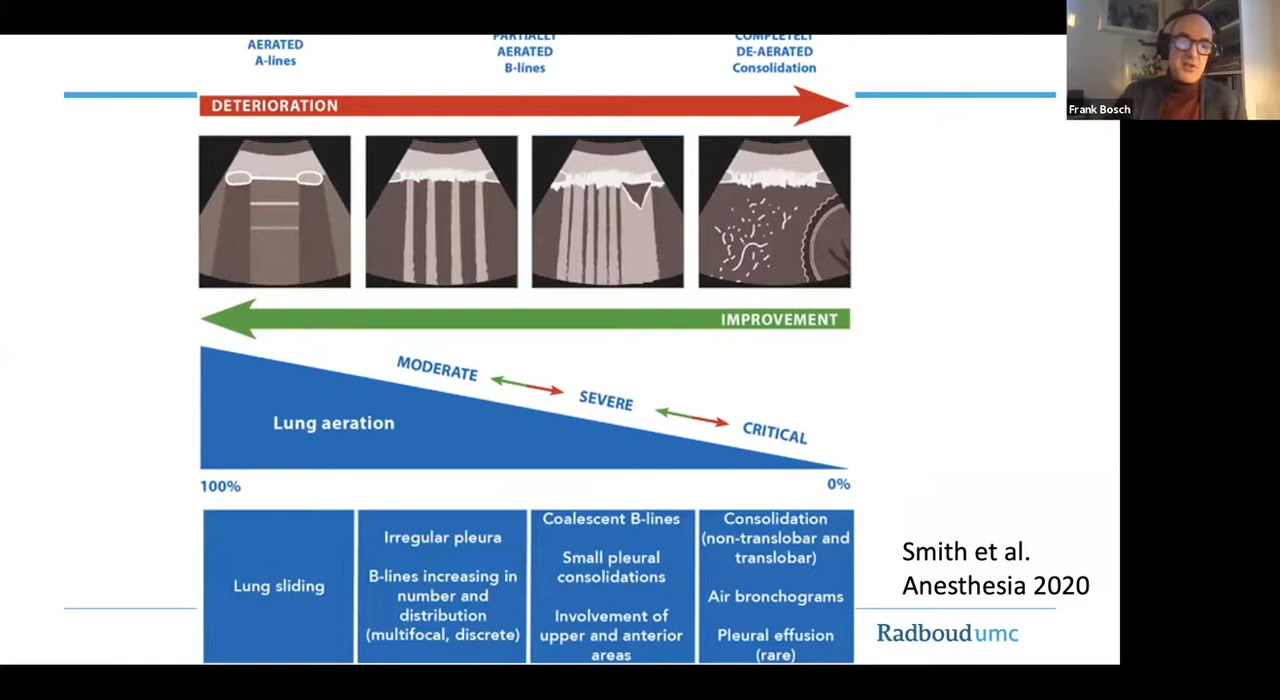 AERATED
A-lines
PARTIALLY
AERATED
B-lines
COMPLETELY
DE-AERATED
Consolidation
Frank Bosch
DETERIORATION
IMPROVEMENT
MODERATE
SEVERE
CRITICAL
Lung aeration
100%
0%
Lung sliding
Irregular pleura
B-lines increasing in
number and
distribution
(multifocal, discrete)
Coalescent B-lines
Small pleural
consolidations
Involvement of
upper and anterior
areas
Consolidation
(non-translobar and
translobar)
Air bronchograms
Pleural effusion
(rare)
Smith et al.
Anesthesia 2020
Radboudumc